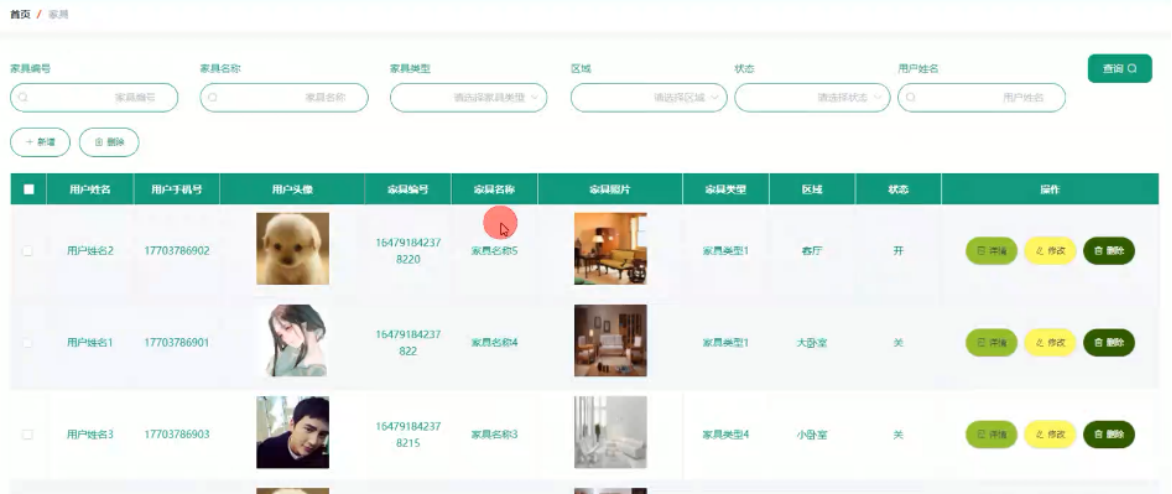 首页 / 家具
家具编号 家具名称 家具类型 区域 状态 用户姓名
家具编号 家具名称 请选择家具类型 请选择区域 请选择状态 用户姓名 查询
+ 新增 删除
用户姓名 用户手机号 用户头像 家具编号 家具名称 家具照片 家具类型 区域 状态 操作
用户姓名2 17703786902 16479184237 家具名称5 家具类型1 客厅 开 详情 修改 删除
8220
用户姓名1 17703786901 16479184237 家具名称4 家具类型1 大卧室 关 详情 修改 删除
822
用户姓名3 17703786903 16479184237 家具名称3 家具类型4 小卧室 关 详情 修改 删除
8215